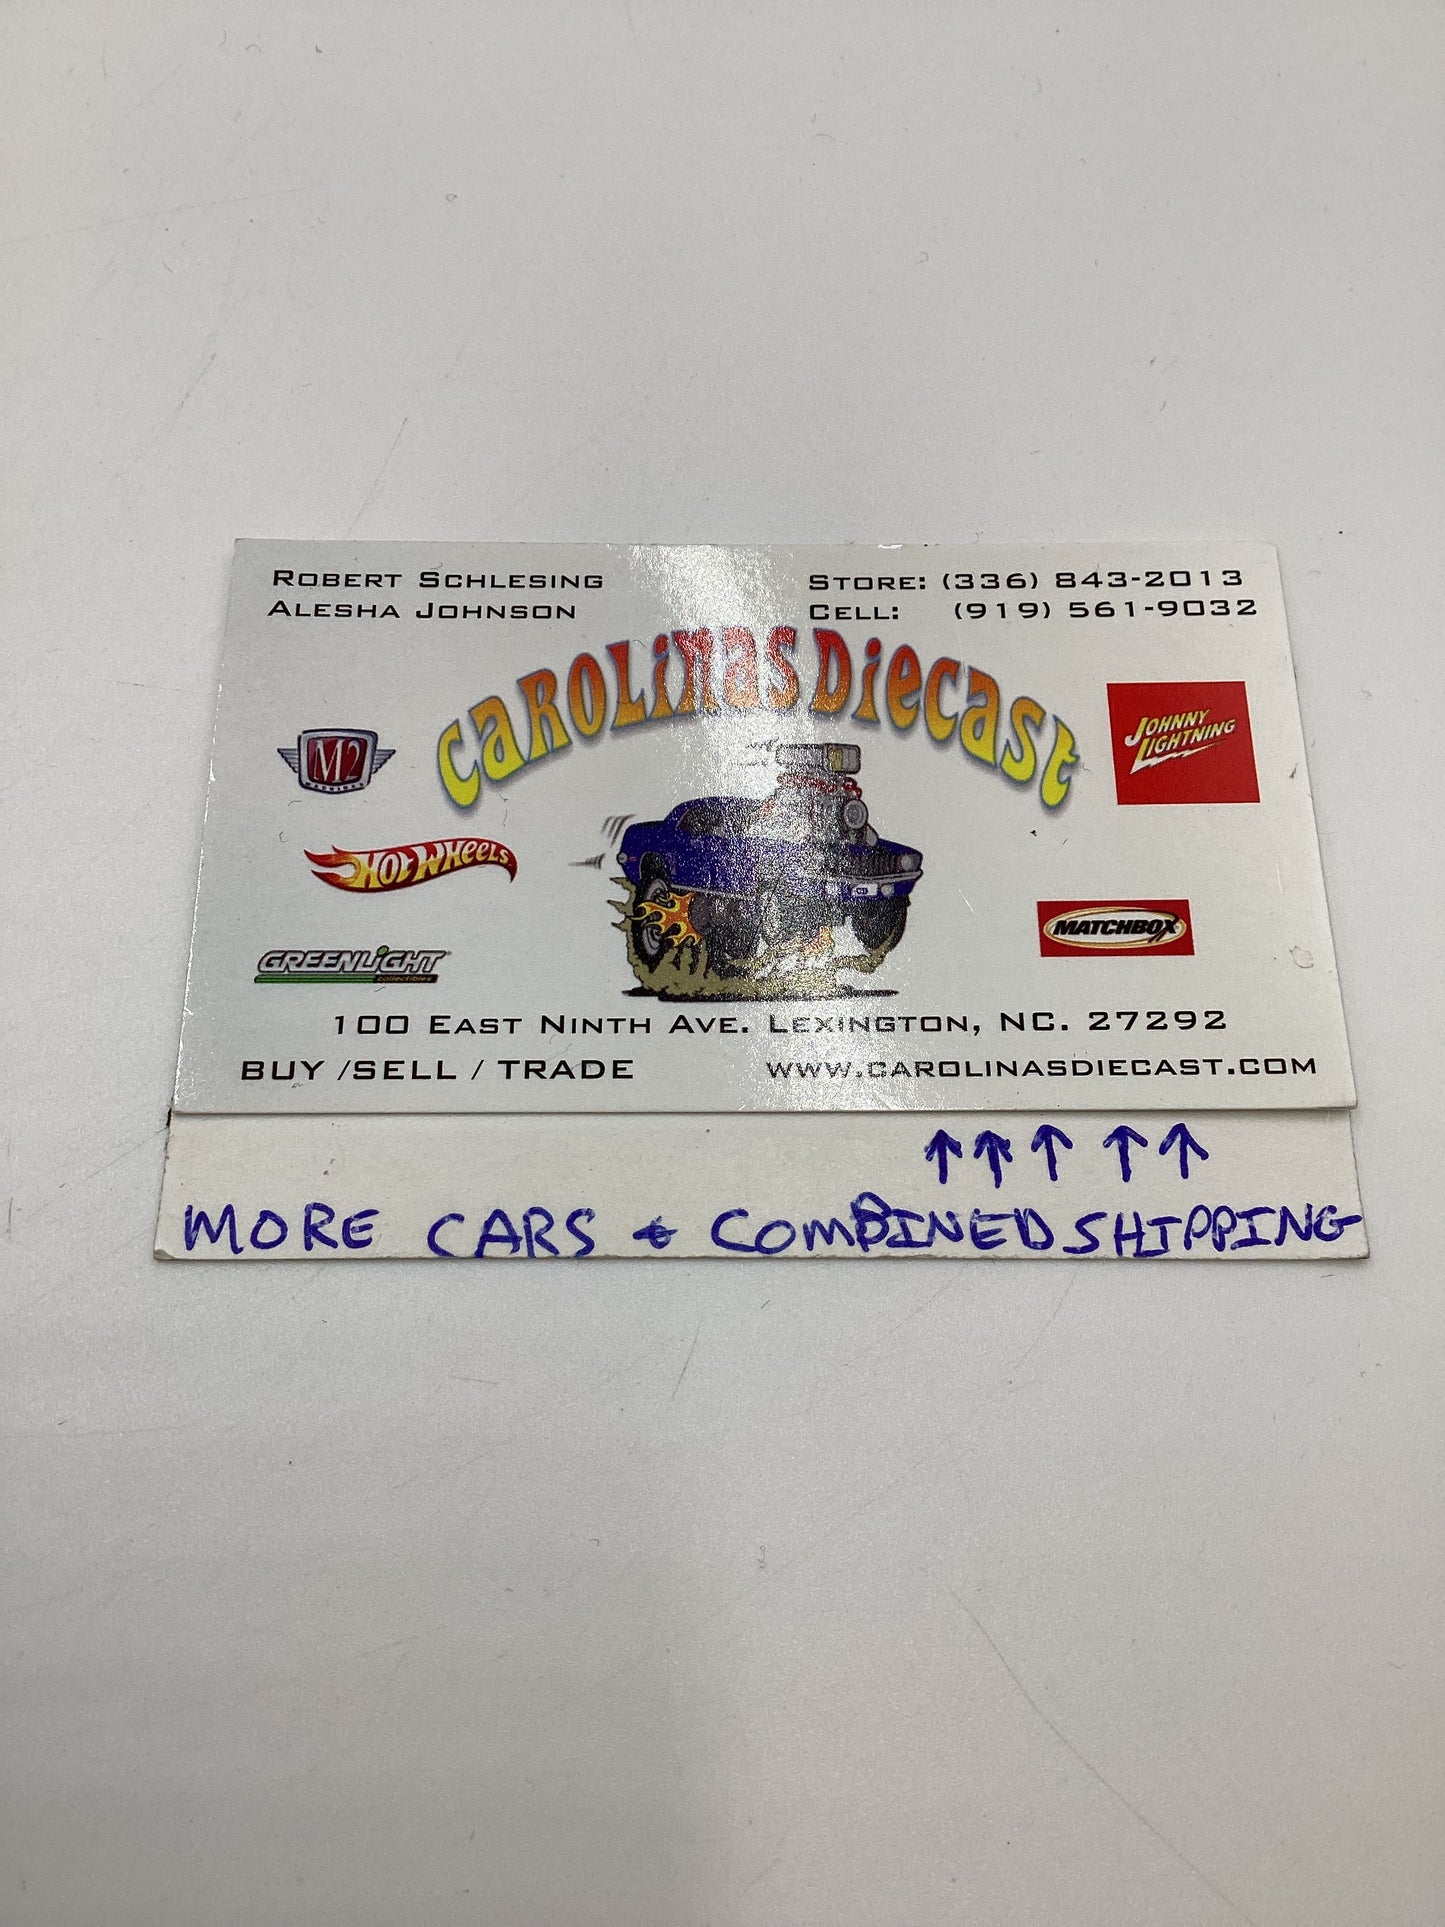 Robert Schlesing
Alesha Johnson
Store: (336) 843-2013
Cell: (919) 561-9032
Carolinas Diecast
M2
MACHINES
Johnny Lightning
Hot Wheels
MATCHBOX
GREENLiGHT
collectibles
100 East Ninth Ave. Lexington, NC. 27292
BUY /SELL / TRADE
www.carolinasdiecast.com
↑ ↑ ↑ ↑ ↑
MORE CARS & COMBINED SHIPPING